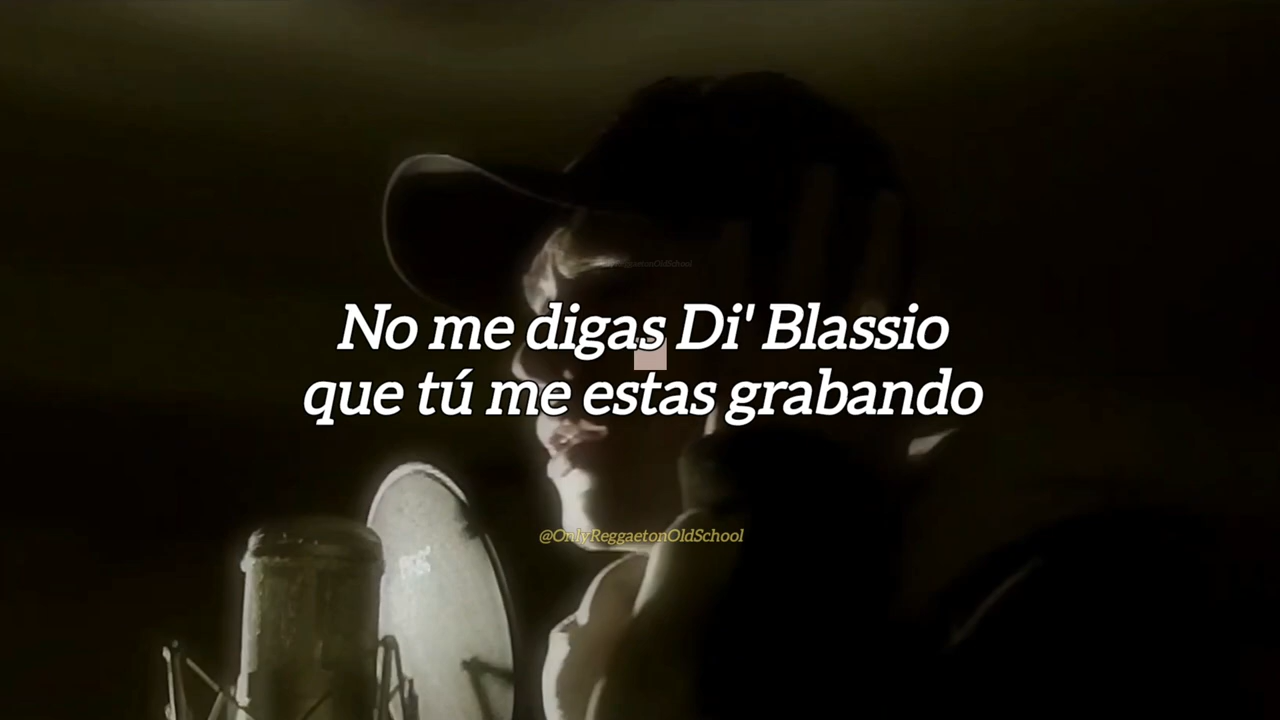 No me digas Di' Blassio
que tú me estas grabando
@OnlyReggaetonOldSchool